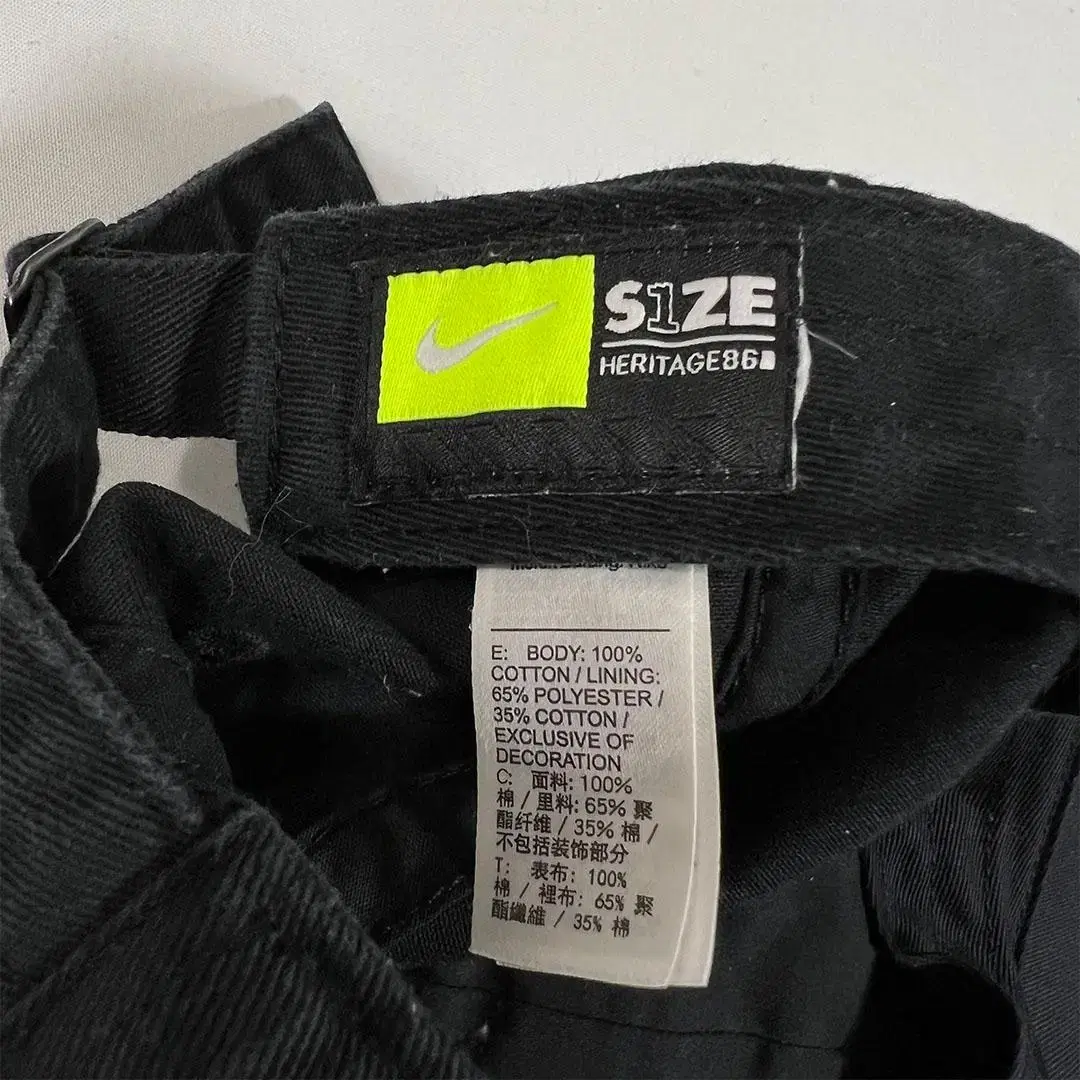 S1ZE
HERITAGE86
E: BODY: 100%
COTTON / LINING:
65% POLYESTER /
35% COTTON /
EXCLUSIVE OF
DECORATION
C: 面料: 100%
棉 / 里料: 65% 聚
酯纤维 / 35% 棉 /
不包括装饰部分
T: 表布: 100%
棉 / 裡布: 65% 聚
酯纖維 / 35% 棉